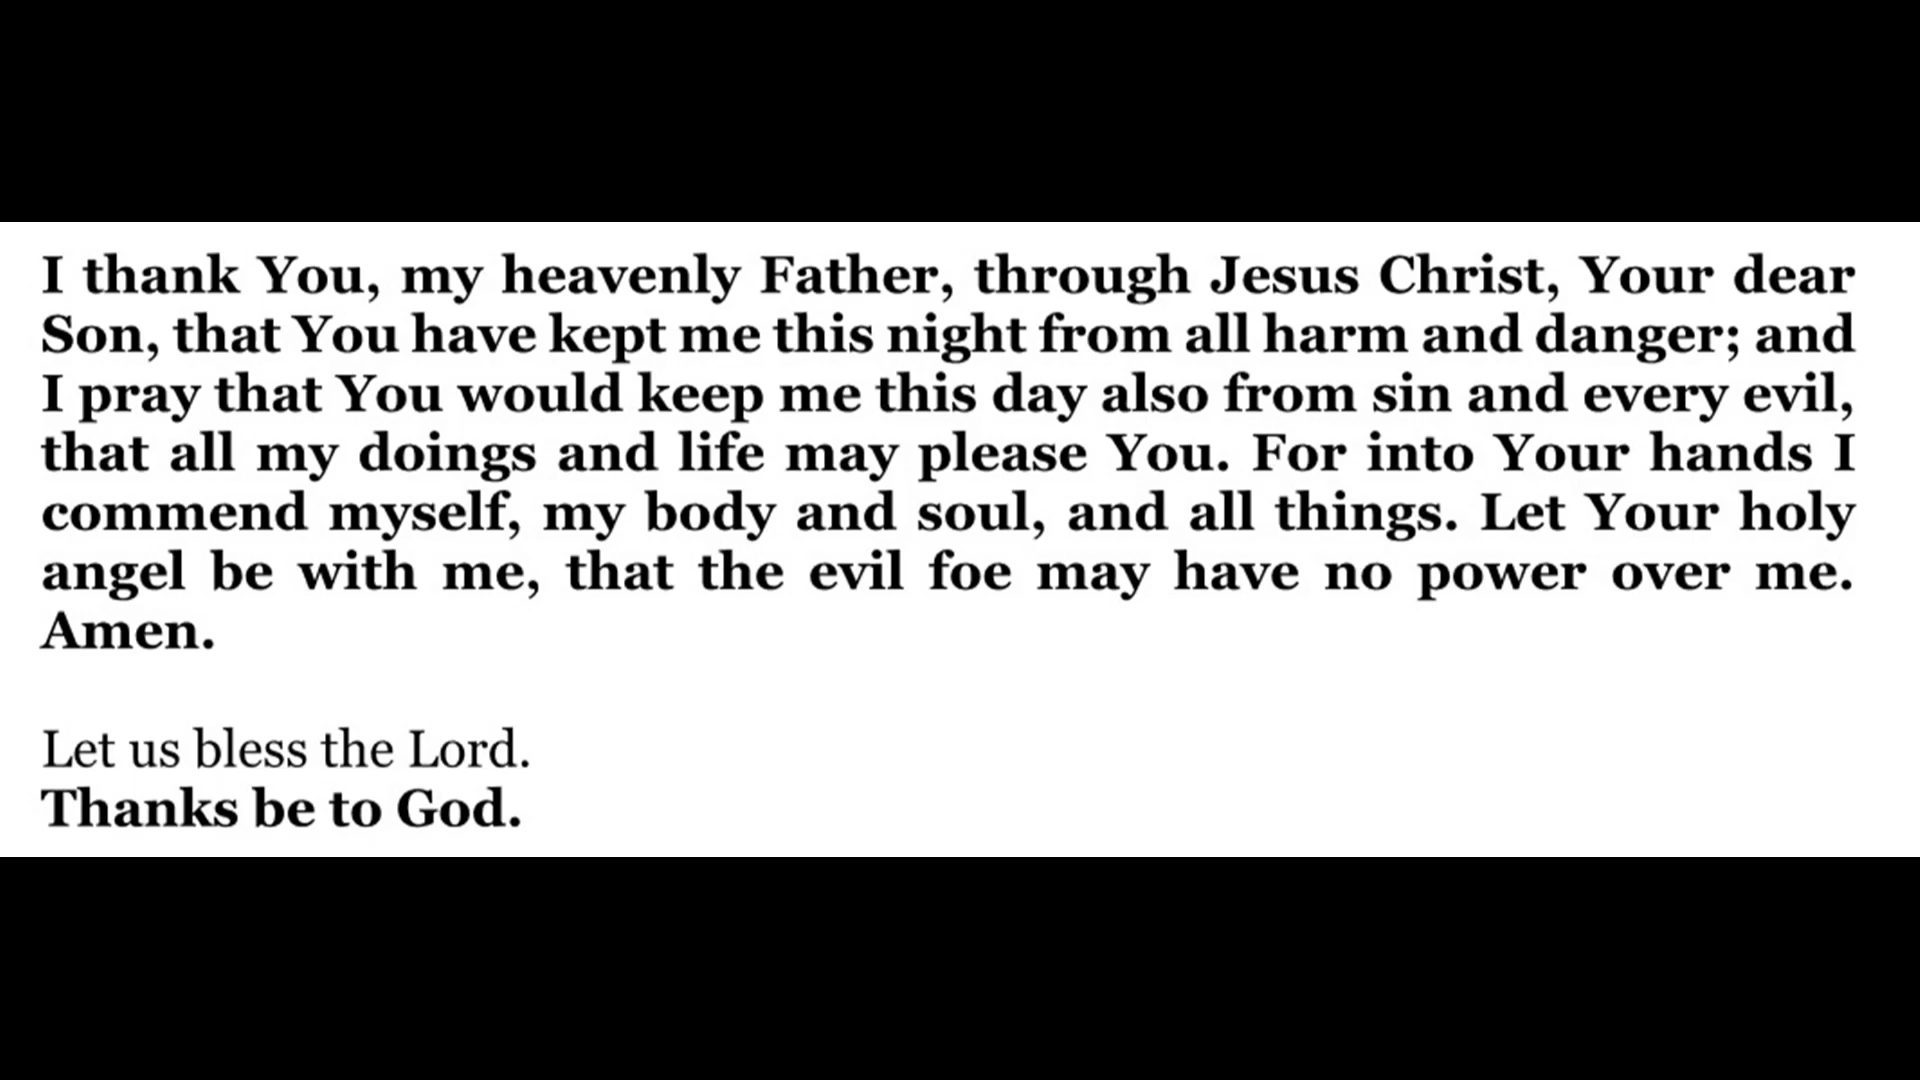 I thank You, my heavenly Father, through Jesus Christ, Your dear
Son, that You have kept me this night from all harm and danger; and
I pray that You would keep me this day also from sin and every evil,
that all my doings and life may please You. For into Your hands I
commend myself, my body and soul, and all things. Let Your holy
angel be with me, that the evil foe may have no power over me.
Amen.
Let us bless the Lord.
Thanks be to God.